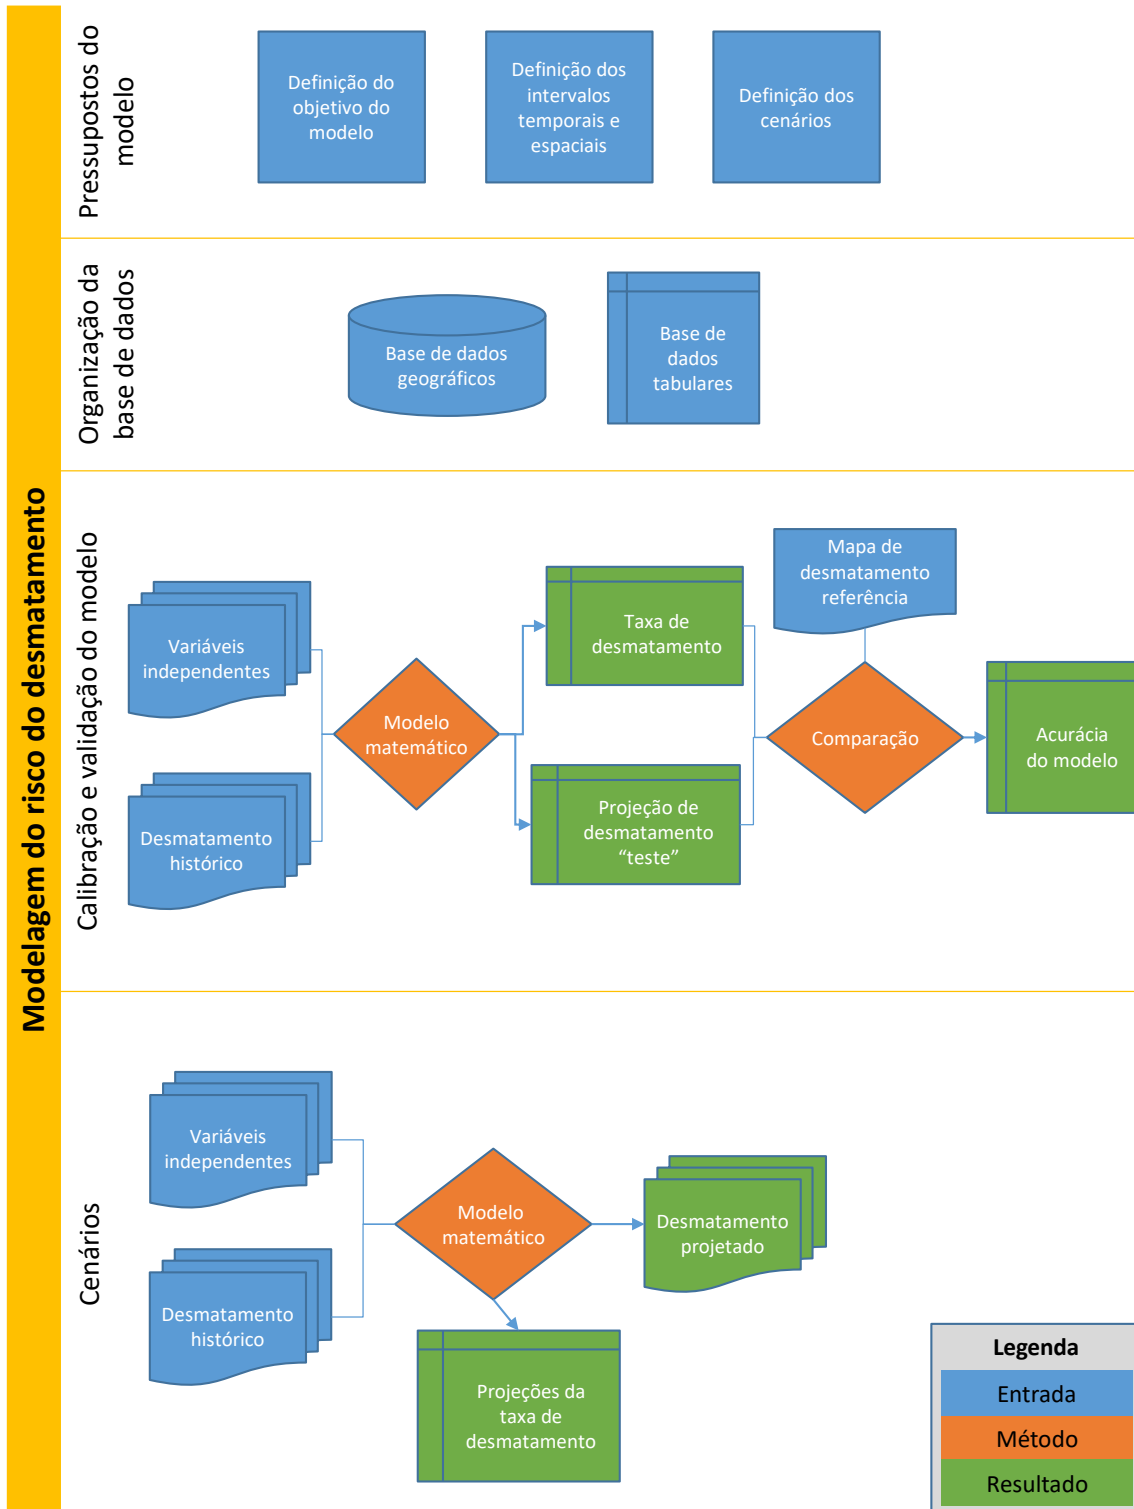 Modelagem do risco do desmatamento
Pressupostos do
modelo
Definição do
objetivo do
modelo
Definição dos
intervalos
temporais e
espaciais
Definição dos
cenários
Organização da
base de dados
Base de dados
geográficos
Base de
dados
tabulares
Calibração e validação do modelo
Variáveis
independentes
Desmatamento
histórico
Modelo
matemático
Taxa de
desmatamento
Projeção de
desmatamento
“teste”
Mapa de
desmatamento
referência
Comparação
Acurácia
do modelo
Cenários
Variáveis
independentes
Desmatamento
histórico
Modelo
matemático
Desmatamento
projetado
Projeções da
taxa de
desmatamento
Legenda
Entrada
Método
Resultado